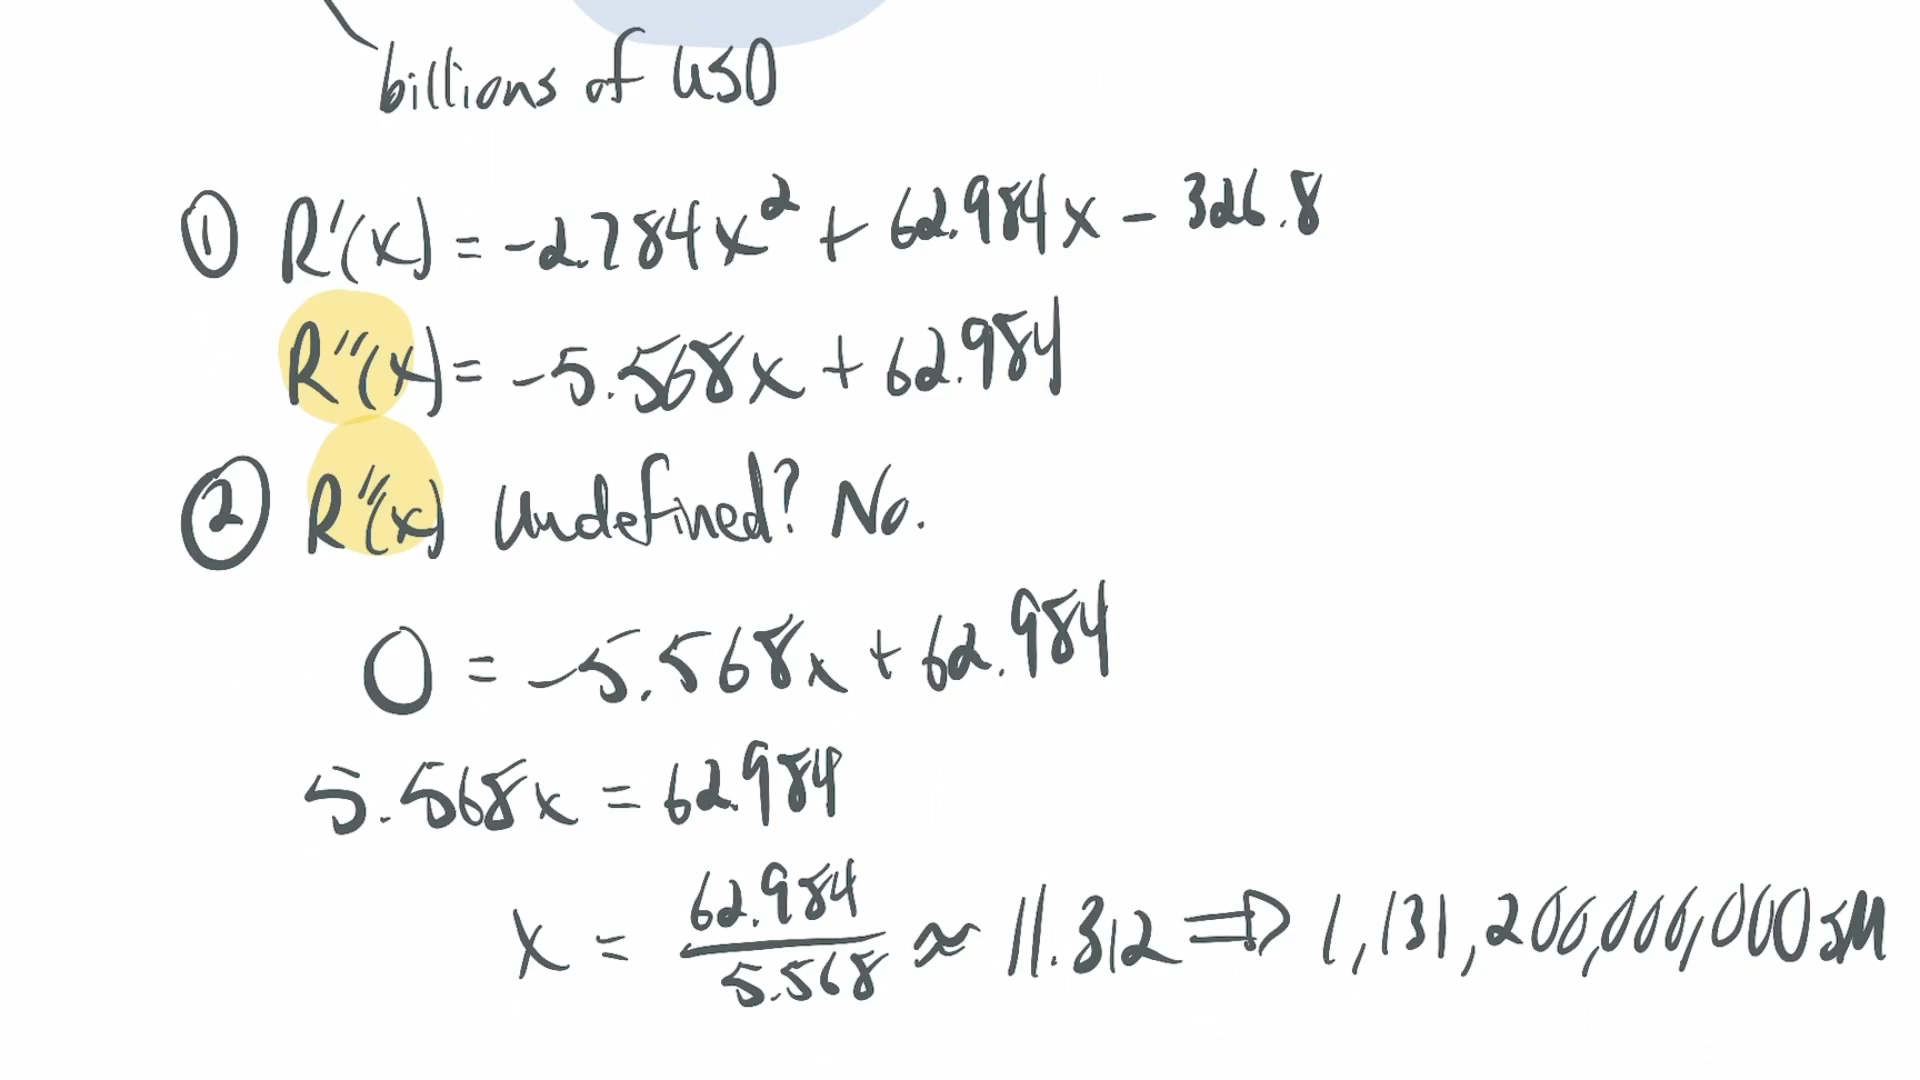 billions of USD
① R'(x) = -2.784x² + 62.984x - 326.8
R''(x) = -5.568x + 62.984
② R''(x) Undefined? No.
0 = -5.568x + 62.984
5.568x = 62.984
x = 62.984/5.568 ≈ 11.312 ⇒ 1,131,200,000,000 SM